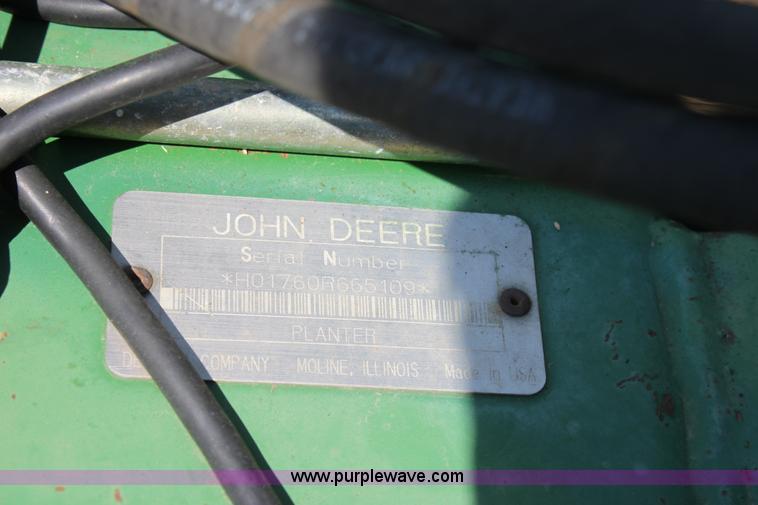 JOHN DEERE
Serial Number
*H01760R665109*
PLANTER
COMPANY MOLINE, ILLINOIS Made in USA
www.purplewave.com